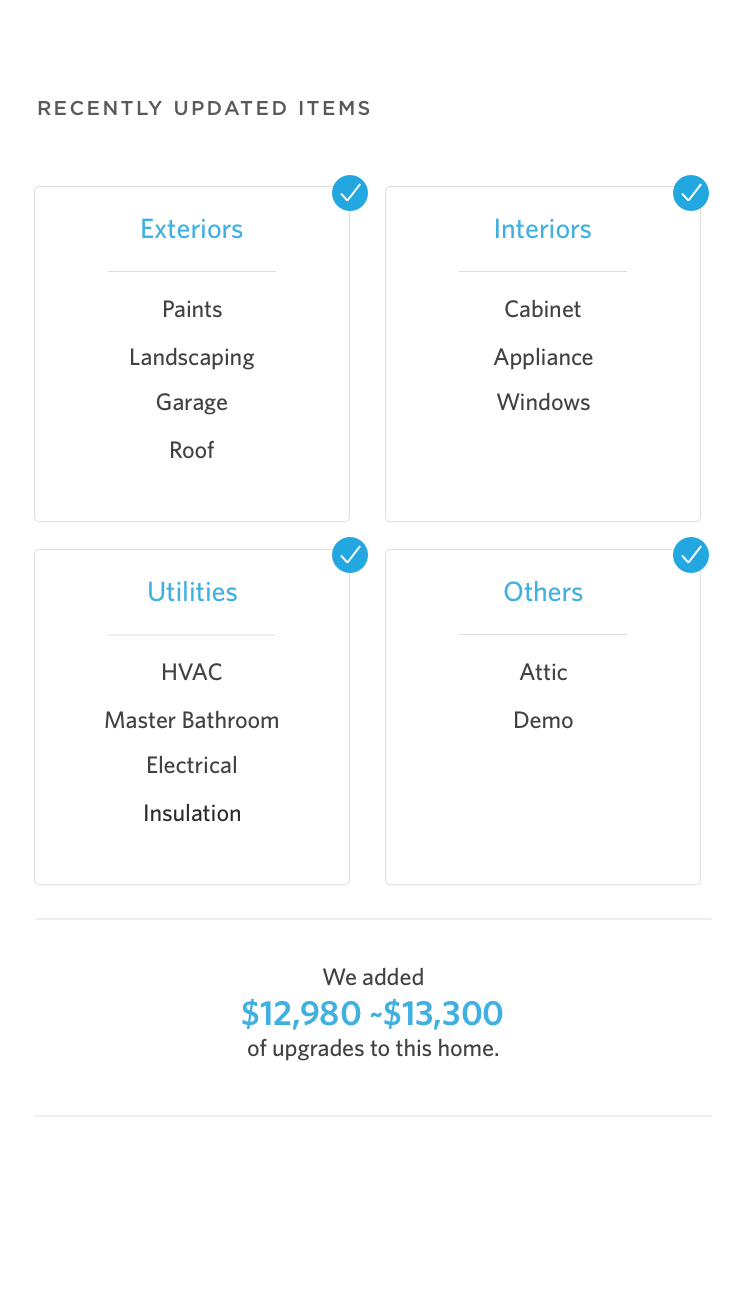 RECENTLY UPDATED ITEMS
Exteriors
Paints
Landscaping
Garage
Roof
Interiors
Cabinet
Appliance
Windows
Utilities
HVAC
Master Bathroom
Electrical
Insulation
Others
Attic
Demo
We added
$12,980 ~$13,300
of upgrades to this home.